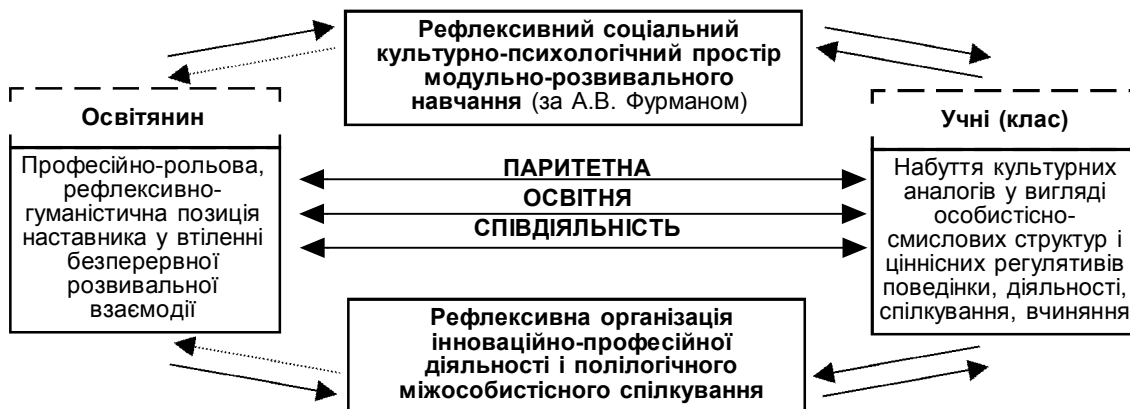 Рефлексивний соціальний
культурно-психологічний простір
модульно-розвивального
навчання (за А.В. Фурманом)
Освітянин
Професійно-рольова,
рефлексивно-
гуманістична позиція
наставника у втіленні
безперервної
розвивальної
взаємодії
ПАРИТЕТНА
ОСВІТНЯ
СПІВДІЯЛЬНІСТЬ
Учні (клас)
Набуття культурних
аналогів у вигляді
особистісно-
смислових структур і
ціннісних регулятивів
поведінки, діяльності,
спілкування, вчиняння
Рефлексивна організація
інноваційно-професійної
діяльності і полілогічного
міжособистісного спілкування